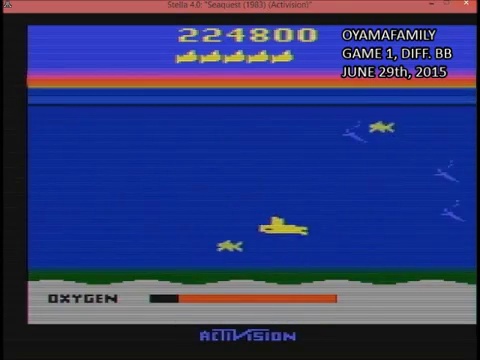 Stella 4.0: "Seaquest (1983) (Activision)"
224800
OYAMAFAMILY
GAME 1, DIFF. BB
JUNE 29th, 2015
OXYGEN
ACTIVISION